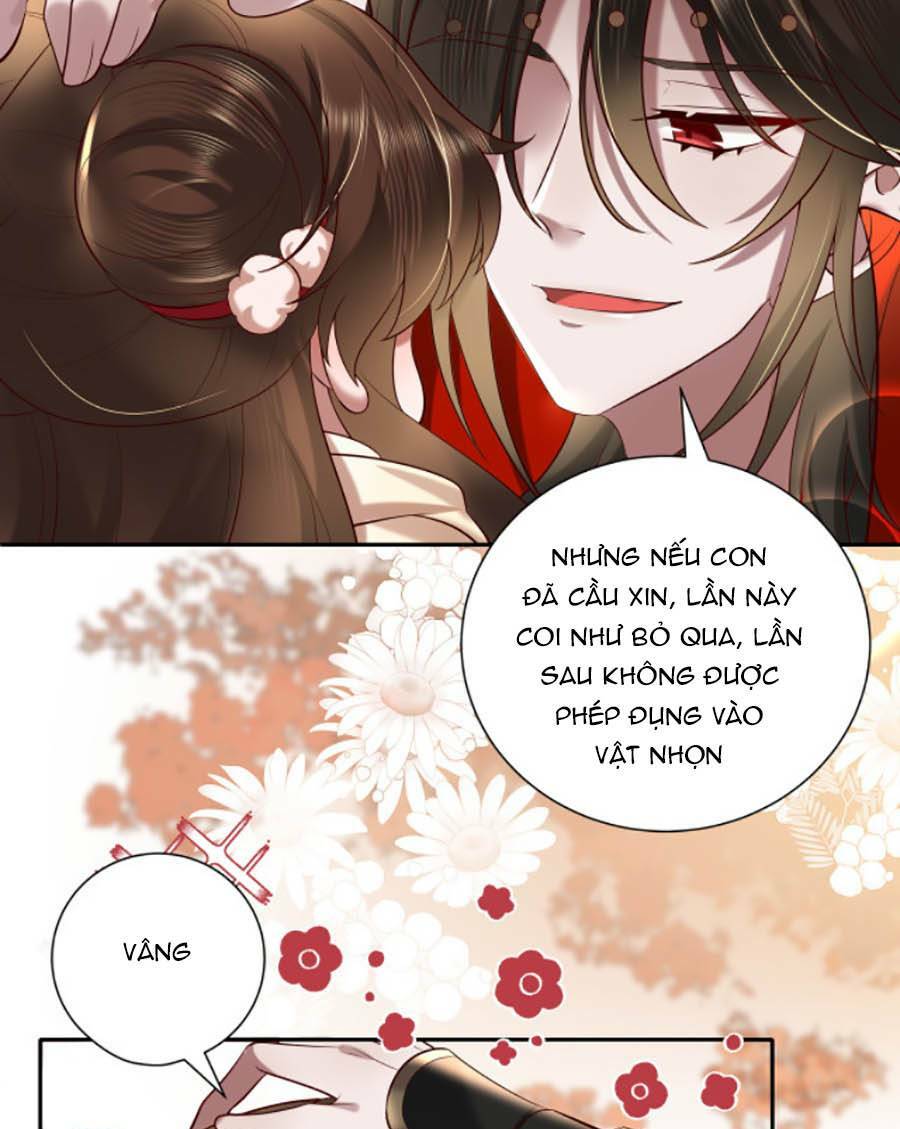 NHƯNG NẾU CON
ĐÃ CẦU XIN, LẦN NÀY
COI NHƯ BỎ QUA, LẦN
SAU KHÔNG ĐƯỢC
PHÉP ĐỤNG VÀO
VẬT NHỌN
VÂNG